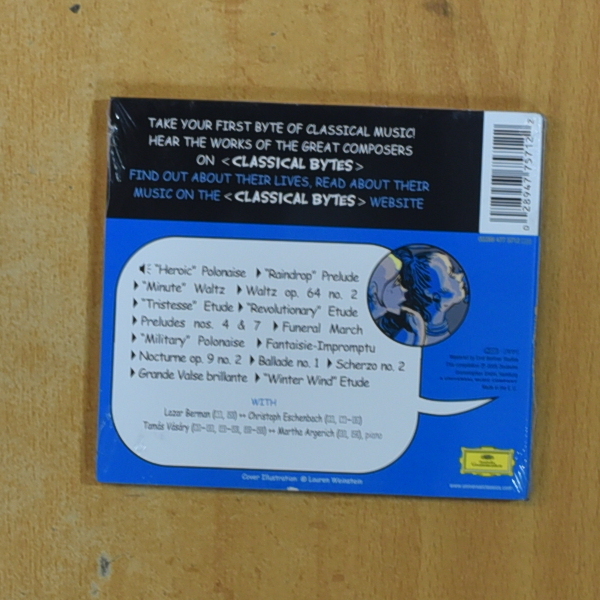 TAKE YOUR FIRST BYTE OF CLASSICAL MUSIC!
HEAR THE WORKS OF THE GREAT COMPOSERS
ON <CLASSICAL BYTES>
FIND OUT ABOUT THEIR LIVES, READ ABOUT THEIR
MUSIC ON THE <CLASSICAL BYTES> WEBSITE
0 28947 75712 2
"Heroic" Polonaise "Raindrop" Prelude
"Minute" Waltz Waltz op. 64 no. 2
"Tristesse" Etude "Revolutionary" Etude
Preludes nos. 4 & 7 Funeral March
"Military" Polonaise Fantaisie-Impromptu
Nocturne op. 9 no. 2 Ballade no. 1 Scherzo no. 2
Grande Valse brillante "Winter Wind" Etude
WITH
Lazar Berman Christoph Eschenbach
Tamás Vásáry Martha Argerich piano
Cover Illustration © Lauren Weinstein